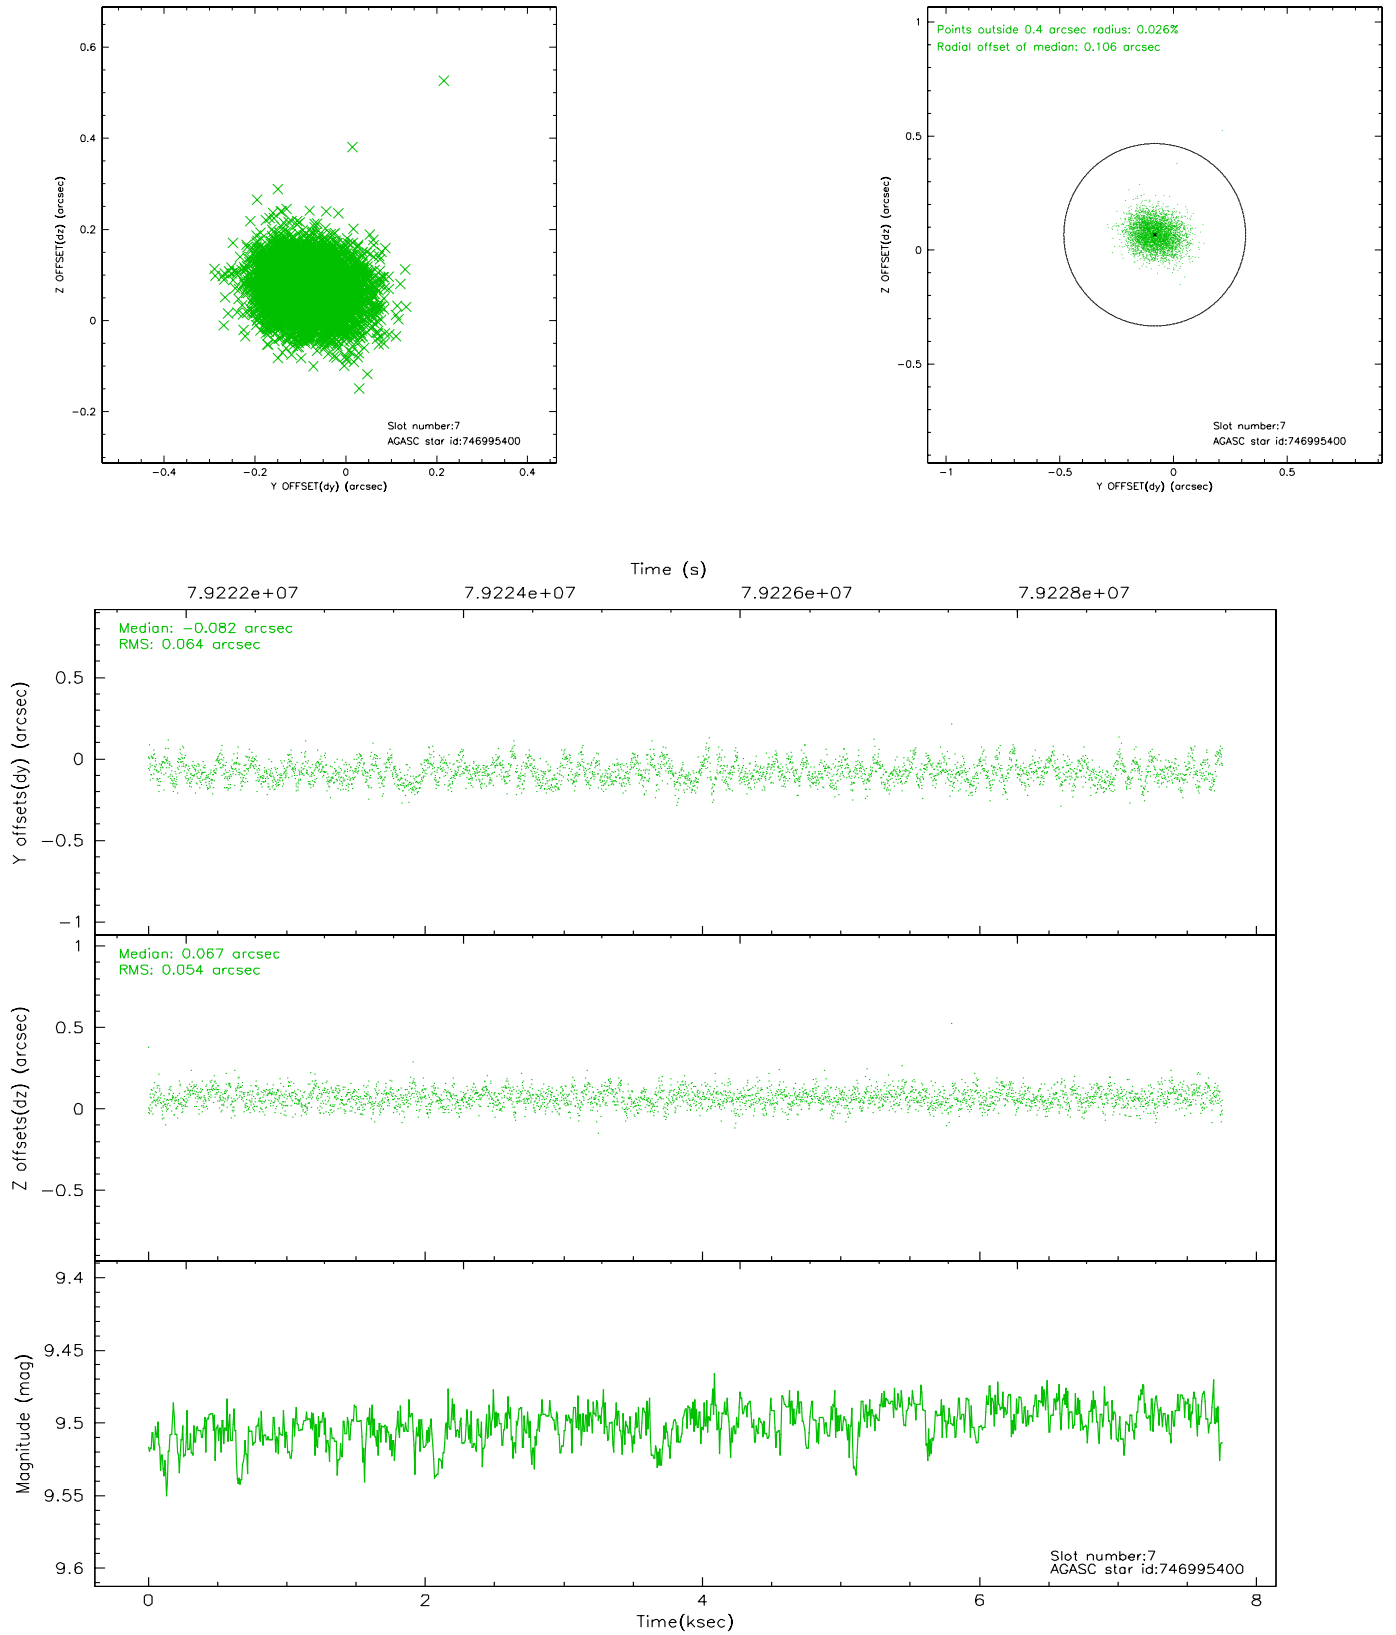 0.6
0.4
0.2
0
−0.2
Z OFFSET(dz) (arcsec)
Slot number:7
AGASC star id:746995400
−0.4 −0.2 0 0.2 0.4
Y OFFSET(dy) (arcsec)
Points outside 0.4 arcsec radius: 0.026%
Radial offset of median: 0.106 arcsec
1
0.5
0
−0.5
Z OFFSET(dz) (arcsec)
Slot number:7
AGASC star id:746995400
−1 −0.5 0 0.5
Y OFFSET(dy) (arcsec)
Time (s)
7.9222e+07 7.9224e+07 7.9226e+07 7.9228e+07
Median: −0.082 arcsec
RMS: 0.064 arcsec
0.5
0
−0.5
−1
Y offsets(dy) (arcsec)
Median: 0.067 arcsec
RMS: 0.054 arcsec
1
0.5
0
−0.5
Z offsets(dz) (arcsec)
9.4
9.45
9.5
9.55
9.6
Magnitude (mag)
Slot number:7
AGASC star id:746995400
0 2 4 6 8
Time(ksec)